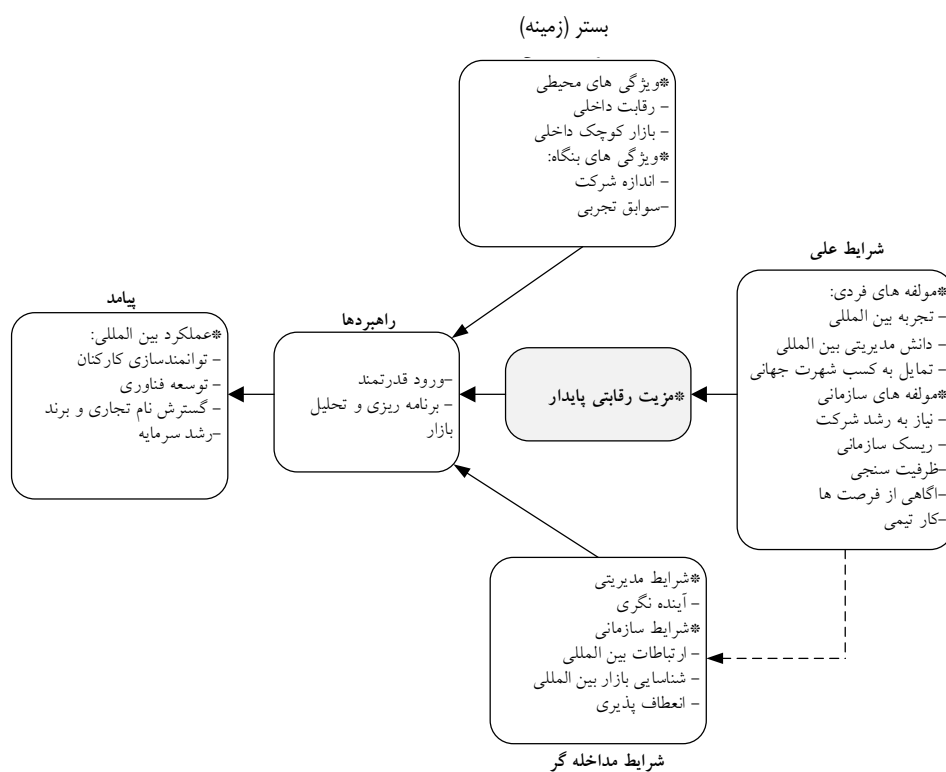 بستر (زمینه)
*ویژگی های محیطی
- رقابت داخلی
- بازار کوچک داخلی
*ویژگی های بنگاه:
- اندازه شرکت
-سوابق تجربی
شرایط علی
*مولفه های فردی:
- تجربه بین المللی
- دانش مدیریتی بین المللی
- تمایل به کسب شهرت جهانی
*مولفه های سازمانی
- نیاز به رشد شرکت
- ریسک سازمانی
-ظرفیت سنجی
-اگاهی از فرصت ها
-کار تیمی
*مزیت رقابتی پایدار
راهبردها
-ورود قدرتمند
- برنامه ریزی و تحلیل
بازار
پیامد
*عملکرد بین المللی:
- توانمندسازی کارکنان
- توسعه فناوری
- گسترش نام تجاری و برند
-رشد سرمایه
*شرایط مدیریتی
- آینده نگری
*شرایط سازمانی
- ارتباطات بین المللی
- شناسایی بازار بین المللی
- انعطاف پذیری
شرایط مداخله گر